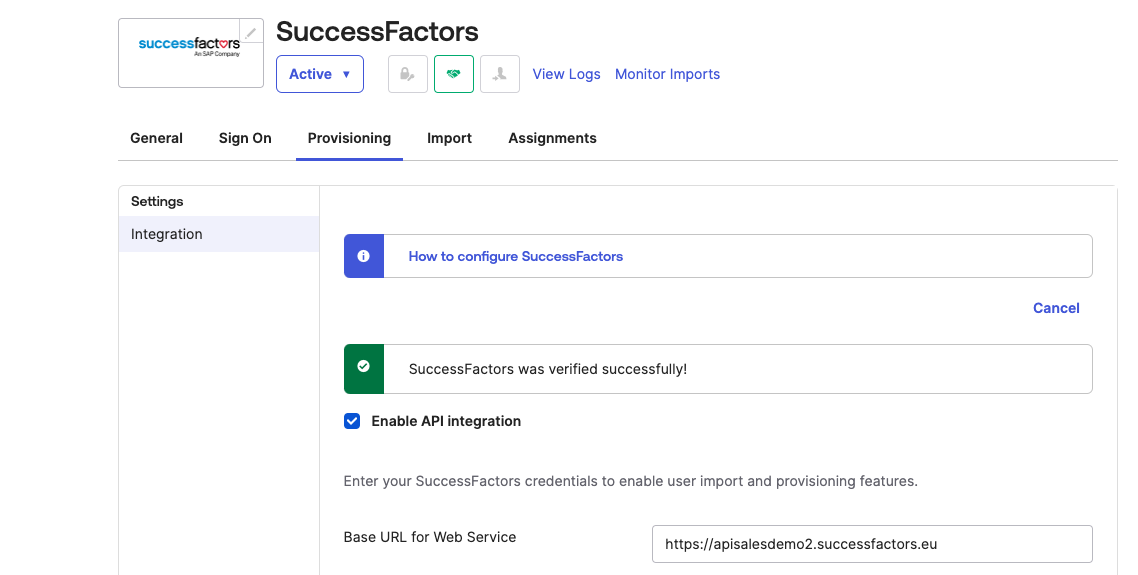 SuccessFactors
successfactors
An SAP Company
Active
View Logs
Monitor Imports
General
Sign On
Provisioning
Import
Assignments
Settings
Integration
How to configure SuccessFactors
Cancel
SuccessFactors was verified successfully!
Enable API integration
Enter your SuccessFactors credentials to enable user import and provisioning features.
Base URL for Web Service
https://apisalesdemo2.successfactors.eu